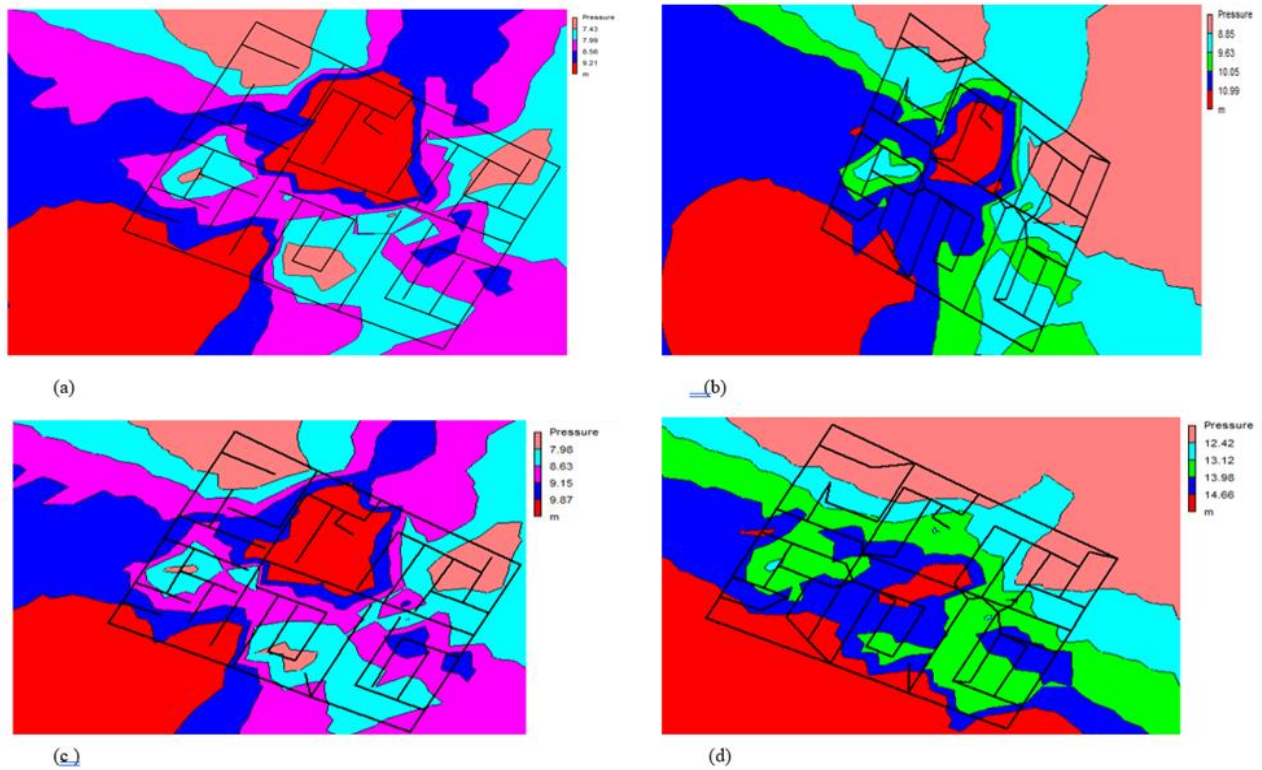 Pressure
7.43
7.99
8.56
9.21
m
(a)
Pressure
8.85
9.63
10.05
10.99
m
(b)
Pressure
7.98
8.63
9.15
9.87
m
(c )
Pressure
12.42
13.12
13.98
14.66
m
(d)